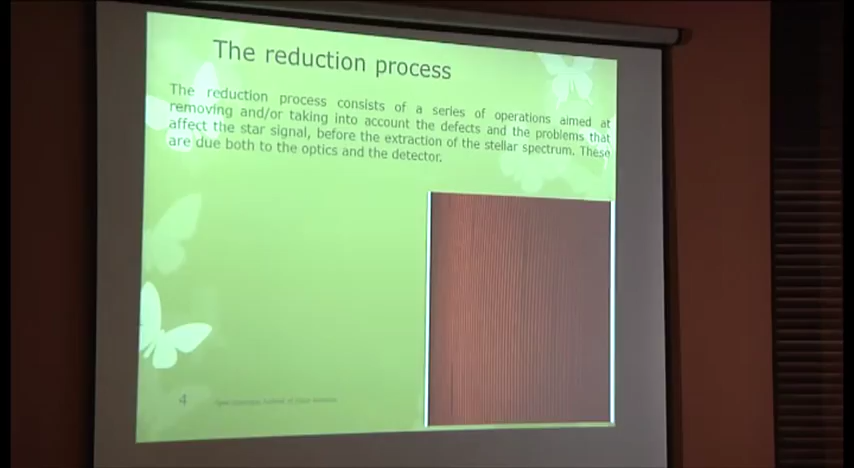 The reduction process
The reduction process consists of a series of operations aimed at
removing and/or taking into account the defects and the problems that
affect the star signal, before the extraction of the stellar spectrum. These
are due both to the optics and the detector.
4